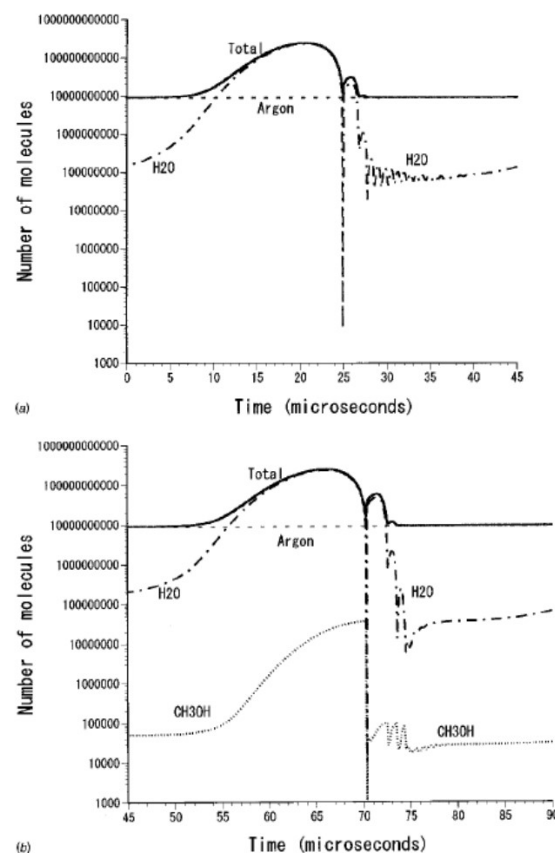 1000000000000
100000000000
10000000000
1000000000
100000000
10000000
1000000
100000
10000
1000
Number of molecules
Total
Argon
H2O
H2O
0 5 10 15 20 25 30 35 40 45
Time (microseconds)
(a)
1000000000000
100000000000
10000000000
1000000000
100000000
10000000
1000000
100000
10000
1000
Number of molecules
Total
Argon
H2O
H2O
CH3OH
CH3OH
45 50 55 60 65 70 75 80 85 90
Time (microseconds)
(b)